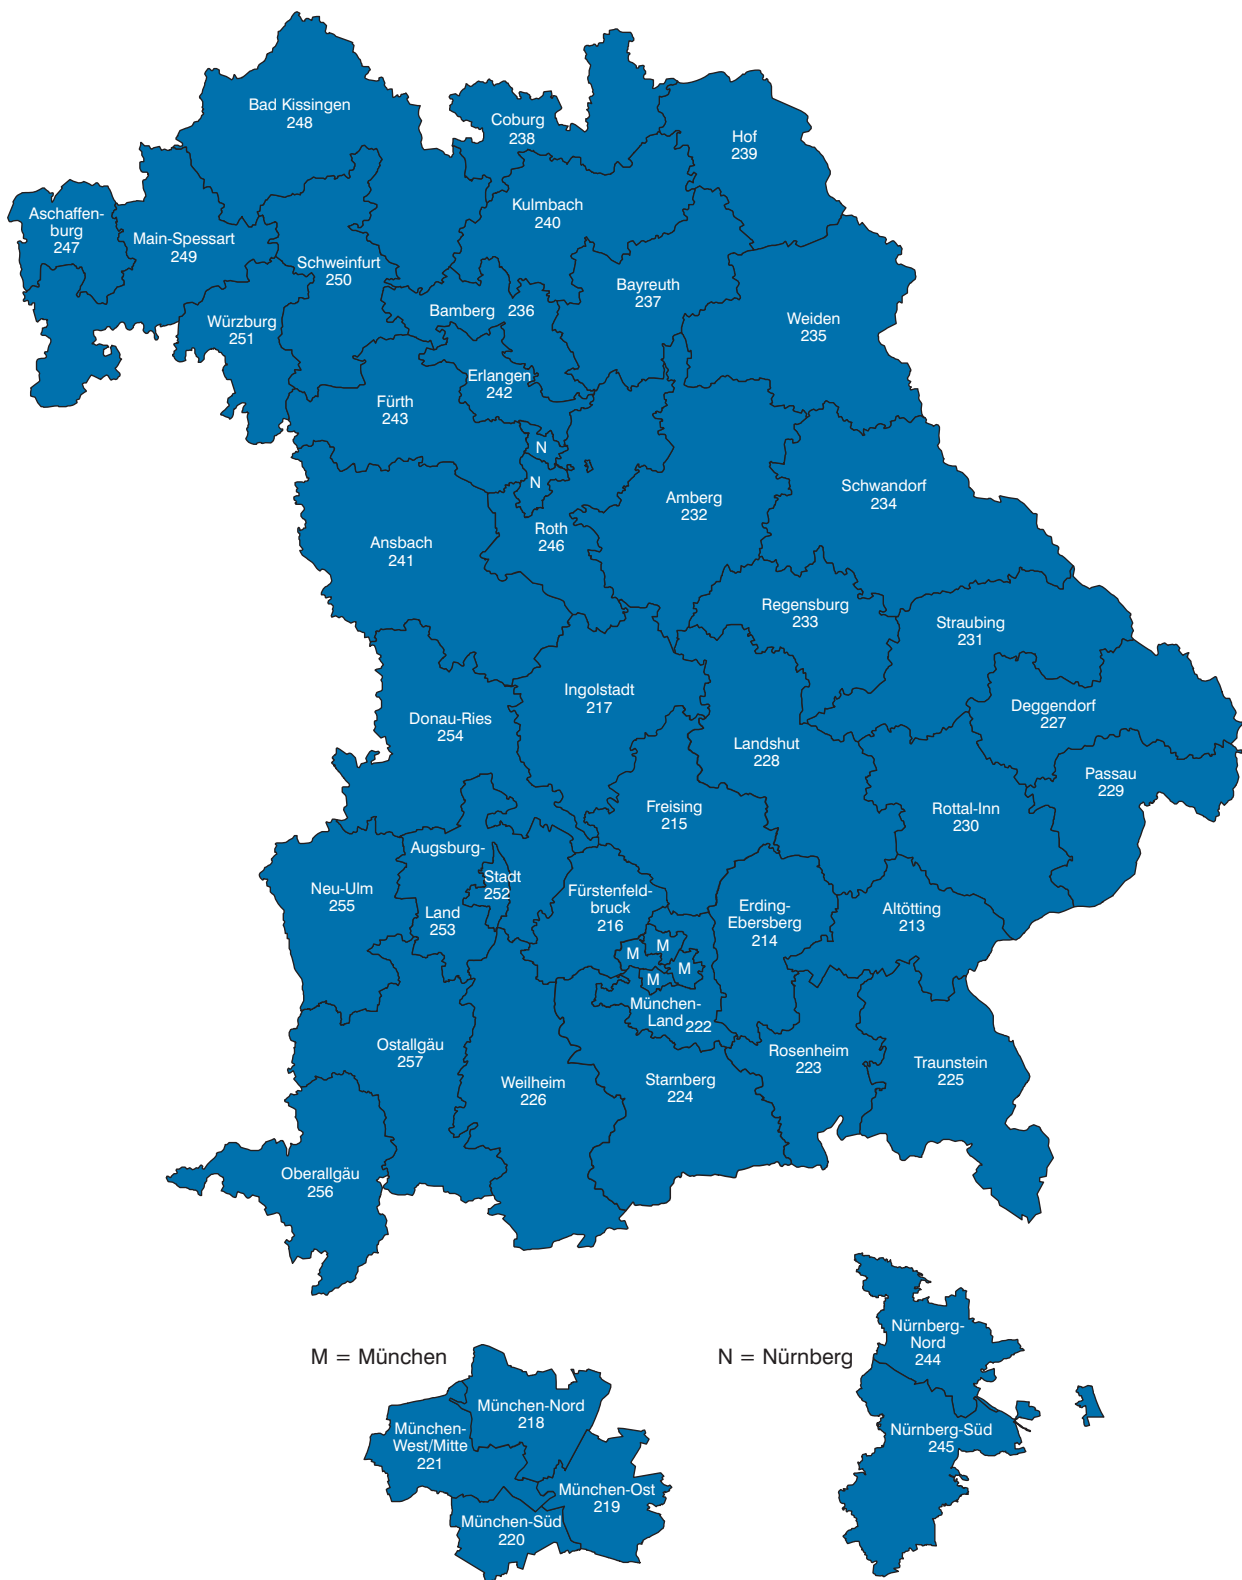 Bad Kissingen
248
Coburg
238
Hof
239
Aschaffen-
burg
247
Main-Spessart
249
Kulmbach
240
Schweinfurt
250
Bayreuth
237
Würzburg
251
Bamberg 236
Weiden
235
Erlangen
242
Fürth
243
N
N
Amberg
232
Schwandorf
234
Ansbach
241
Roth
246
Regensburg
233
Straubing
231
Ingolstadt
217
Donau-Ries
254
Deggendorf
227
Landshut
228
Passau
229
Freising
215
Rottal-Inn
230
Augsburg-
Stadt
252
Land
253
Neu-Ulm
255
Fürstenfeld-
bruck
216
Erding-
Ebersberg
214
Altötting
213
M
M
M
M
München-
Land 222
Ostallgäu
257
Weilheim
226
Starnberg
224
Rosenheim
223
Traunstein
225
Oberallgäu
256
M = München
N = Nürnberg
München-Nord
218
München-
West/Mitte
221
München-Ost
219
München-Süd
220
Nürnberg-
Nord
244
Nürnberg-Süd
245